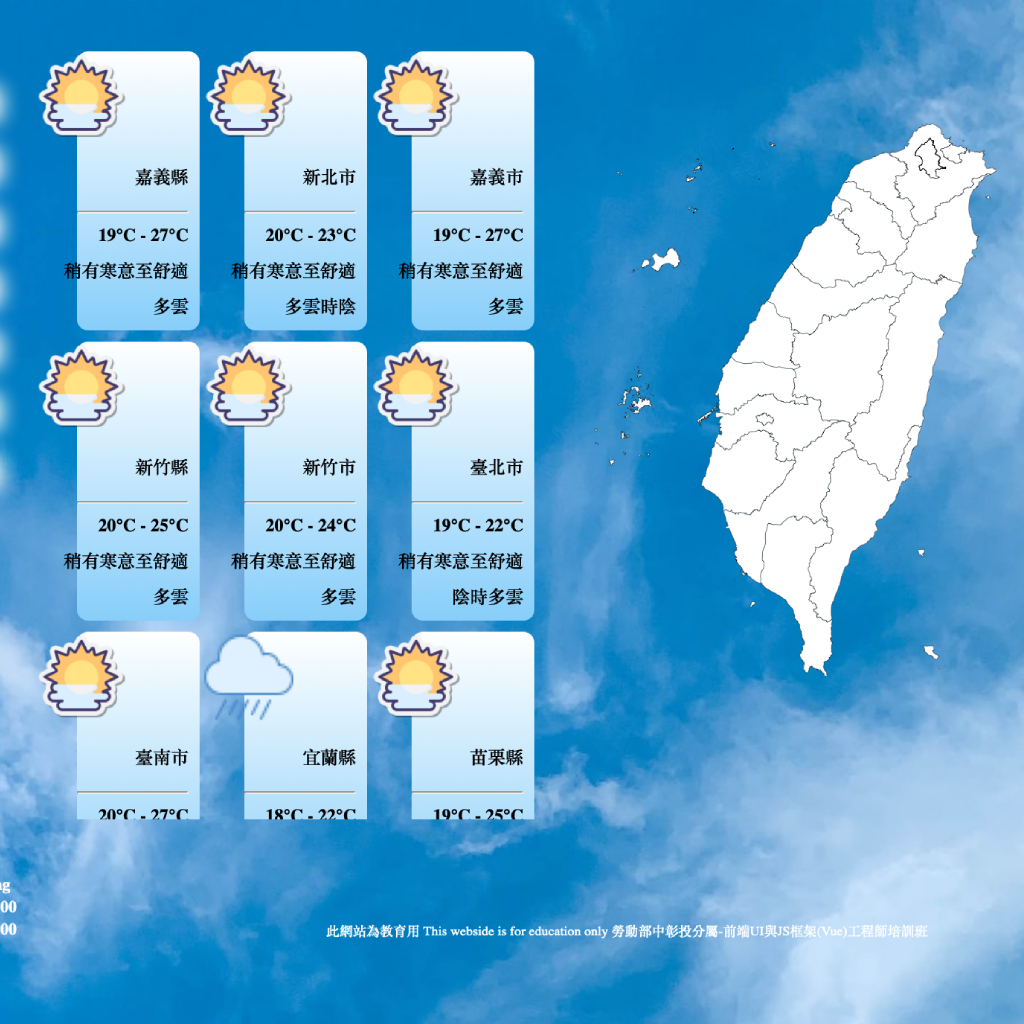 嘉義縣
19°C - 27°C
稍有寒意至舒適
多雲
新北市
20°C - 23°C
稍有寒意至舒適
多雲時陰
嘉義市
19°C - 27°C
稍有寒意至舒適
多雲
新竹縣
20°C - 25°C
稍有寒意至舒適
多雲
新竹市
20°C - 24°C
稍有寒意至舒適
多雲
臺北市
19°C - 22°C
稍有寒意至舒適
陰時多雲
臺南市
20°C - 27°C
宜蘭縣
18°C - 22°C
苗栗縣
19°C - 25°C
ng
00
00
此網站為教育用 This webside is for education only 勞動部中彰投分屬-前端UI與JS框架(Vue)工程師培訓班